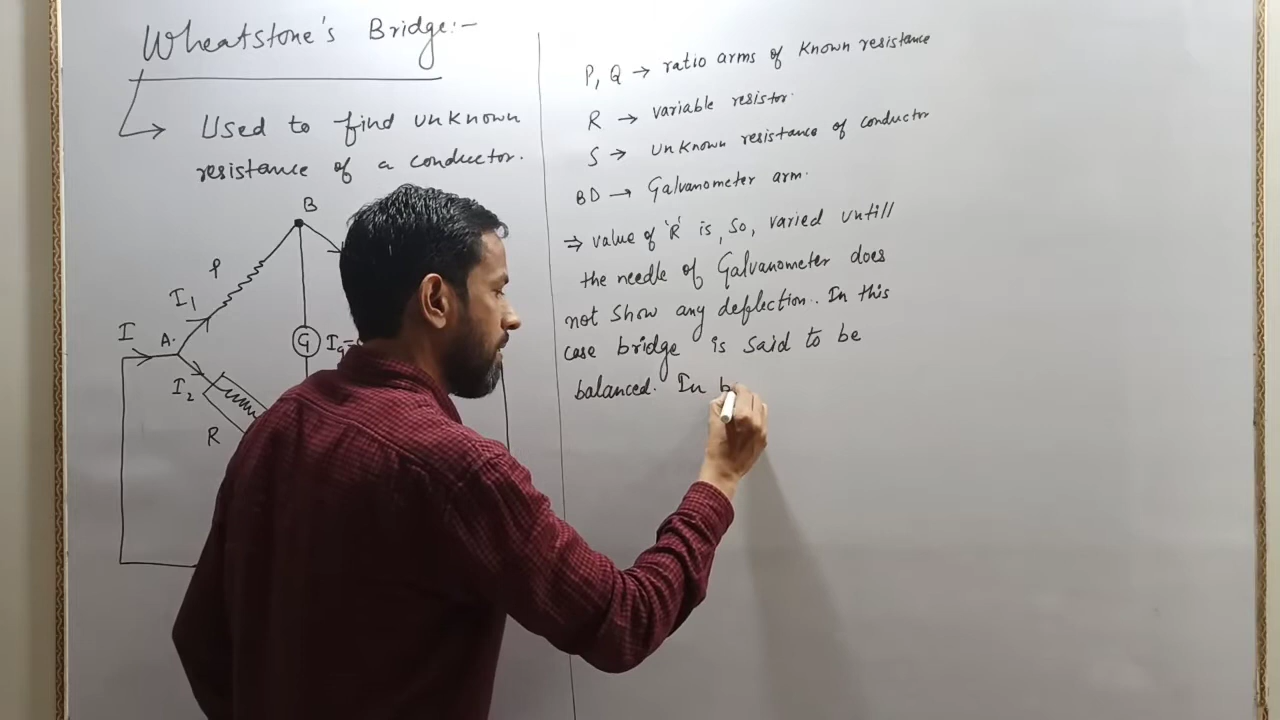 Wheatstone's Bridge:-
Used to find unknown
resistance of a conductor.
B
P
I1
I
A.
G
I2
R
P, Q → ratio arms of known resistance
R → variable resistor.
S → unknown resistance of conductor
BD → Galvanometer arm.
⇒ value of 'R' is, so, varied untill
the needle of Galvanometer does
not show any deflection. In this
case bridge is said to be
balanced. In b